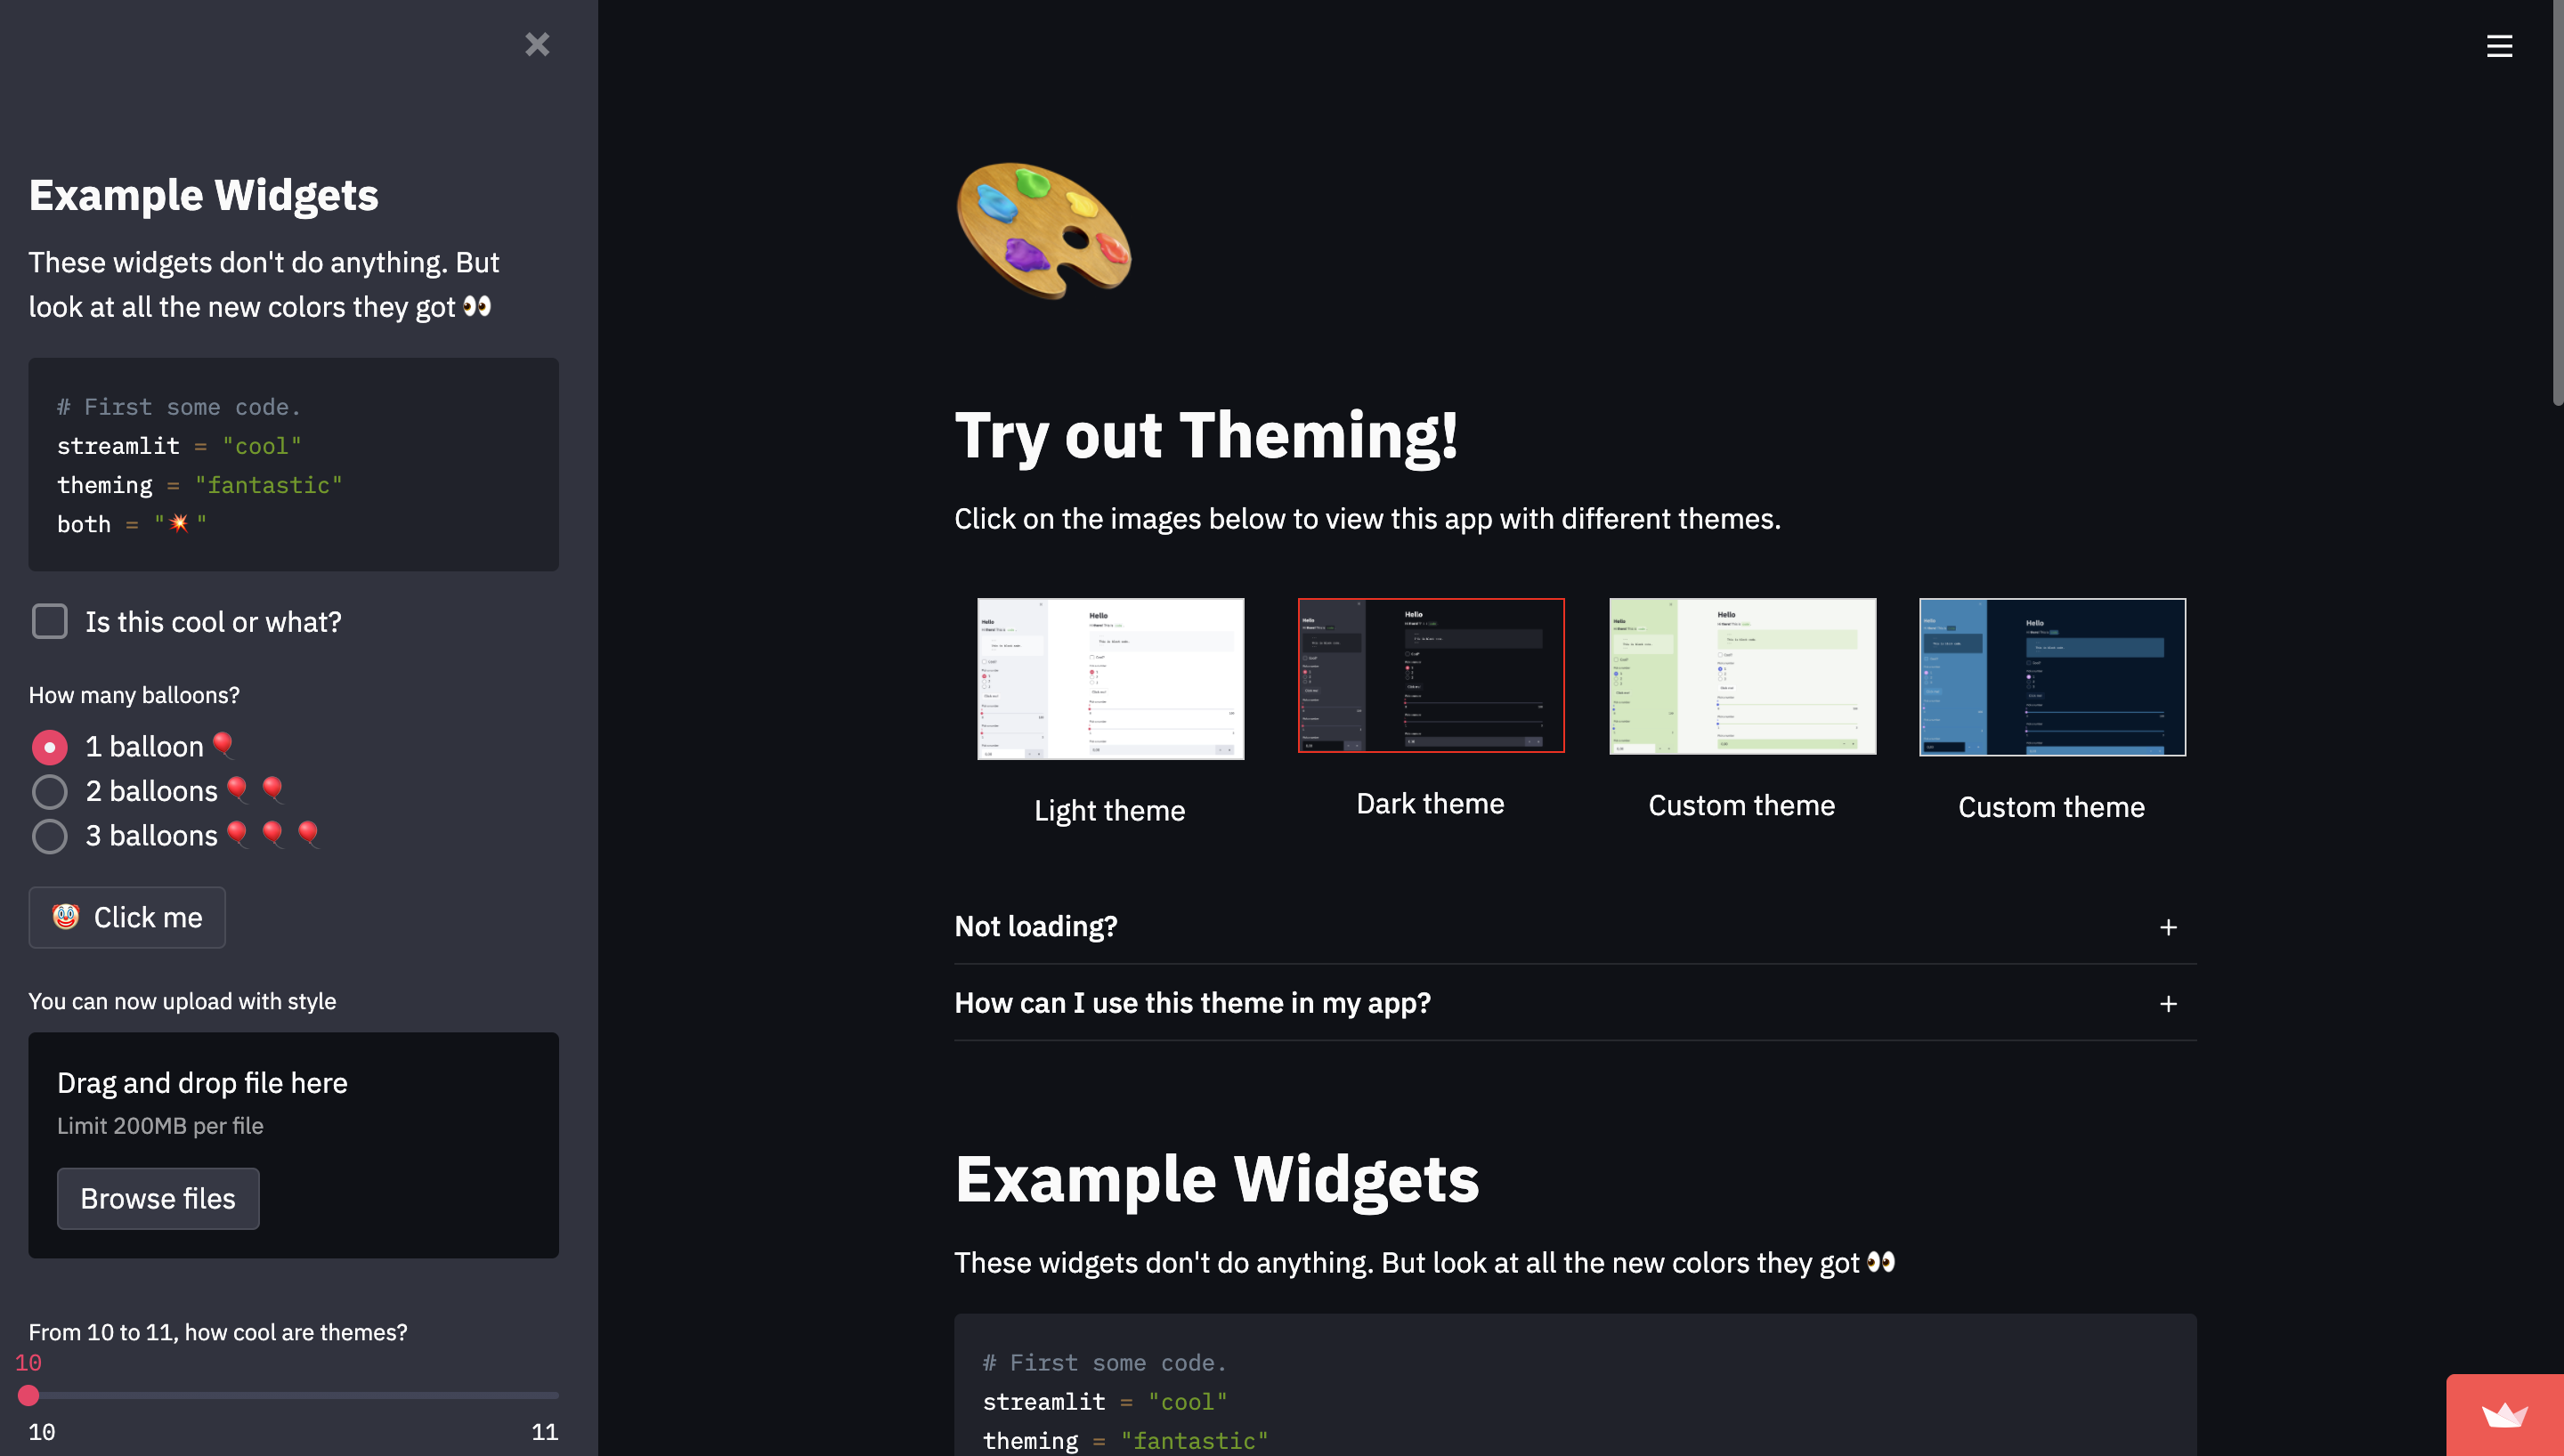 Example Widgets
These widgets don't do anything. But
look at all the new colors they got 👀
# First some code.
streamlit = "cool"
theming = "fantastic"
both = "💥 "
Is this cool or what?
How many balloons?
1 balloon 🎈
2 balloons 🎈 🎈
3 balloons 🎈 🎈 🎈
🤡 Click me
You can now upload with style
Drag and drop file here
Limit 200MB per file
Browse files
From 10 to 11, how cool are themes?
10
10 11
Try out Theming!
Click on the images below to view this app with different themes.
Hello Hello Hello Hello
Light theme Dark theme Custom theme Custom theme
Not loading? +
How can I use this theme in my app? +
Example Widgets
These widgets don't do anything. But look at all the new colors they got 👀
# First some code.
streamlit = "cool"
theming = "fantastic"